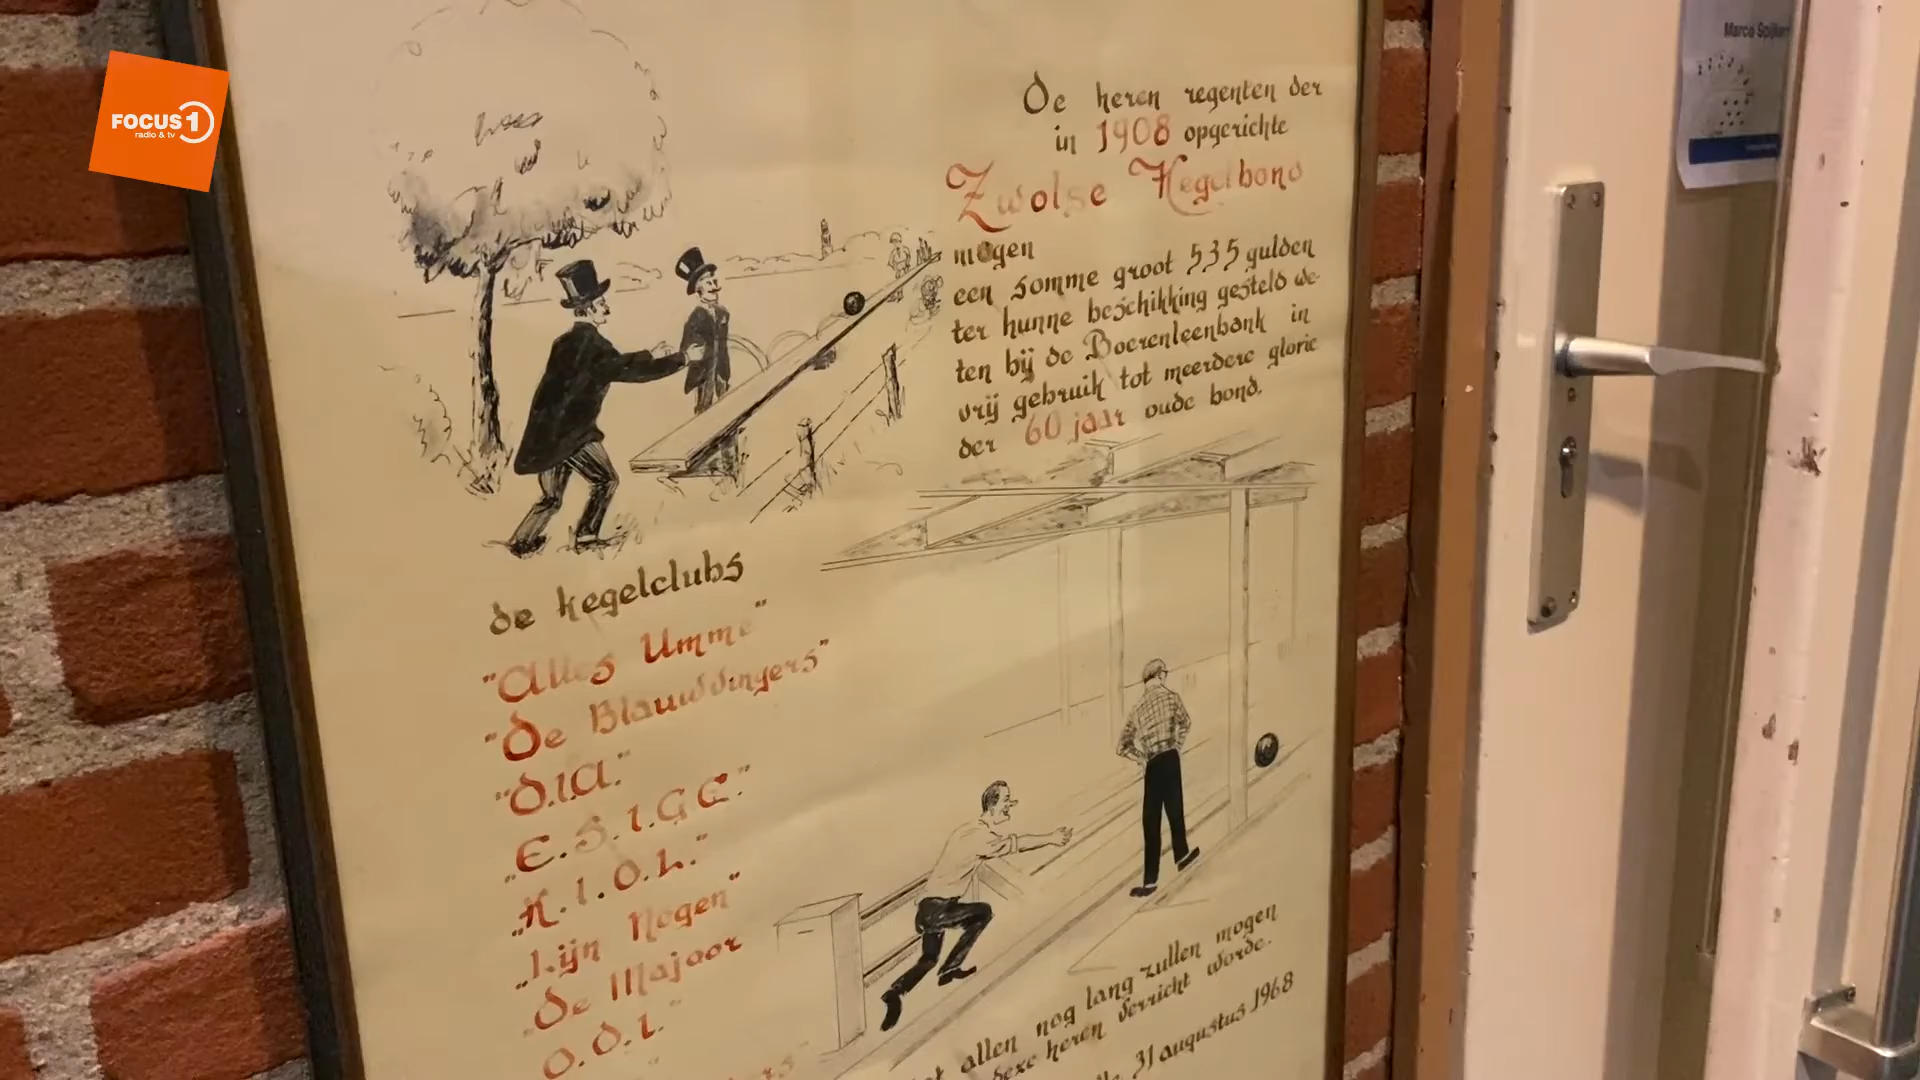 FOCUS 1
radio & tv
De heren regenten der
in 1908 opgerichte
Zwolse Kegelbond
mogen
een somme groot 535 gulden
ter hunne beschikking gesteld we-
ten bij de Boerenleenbank in
vrij gebruik tot meerdere glorie
der 60 jaar oude bond.
de kegelclubs
"Alles Umme"
"De Blauwvingers"
"D.I.A."
"E.S.I.G.E."
"K.I.O.L."
"Lijn Negen"
"De Majoor
O.D.I."
allen nog lang zullen mogen
deze heren verricht worde.
31 augustus 1968
Marco